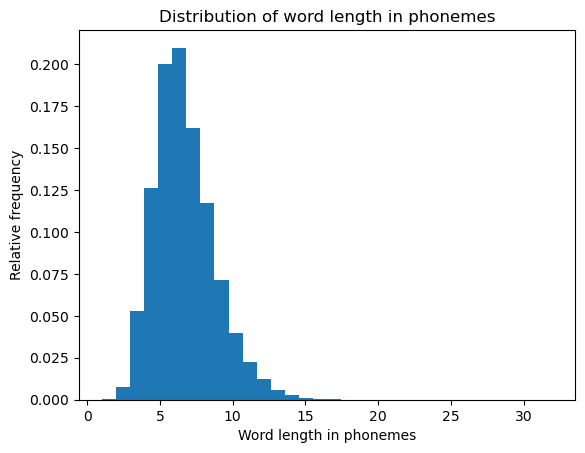 Distribution of word length in phonemes
0.200
0.175
0.150
0.125
0.100
0.075
0.050
0.025
0.000
Relative frequency
0 5 10 15 20 25 30
Word length in phonemes